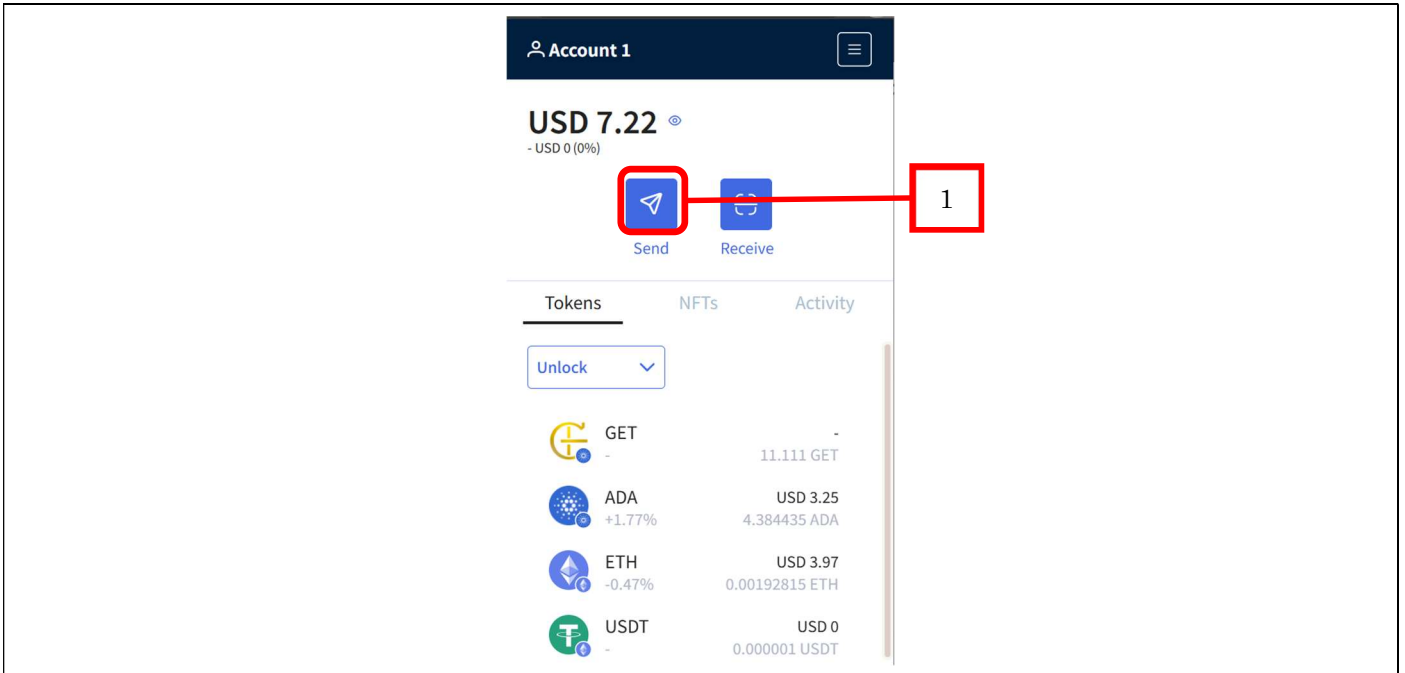 Account 1
USD 7.22
- USD 0 (0%)
1
Send Receive
Tokens NFTs Activity
Unlock
GET -
- 11.111 GET
ADA USD 3.25
+1.77% 4.384435 ADA
ETH USD 3.97
-0.47% 0.00192815 ETH
USDT USD 0
- 0.000001 USDT